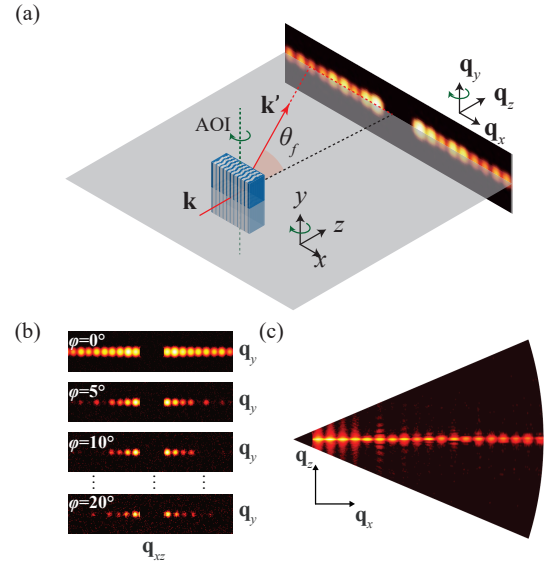 (a)
q_y
q_z
q_x
k'
AOI
θ_f
k
y
z
x
(b)
(c)
φ=0°
q_y
φ=5°
q_y
φ=10°
q_y
φ=20°
q_y
q_xz
q_z
q_x